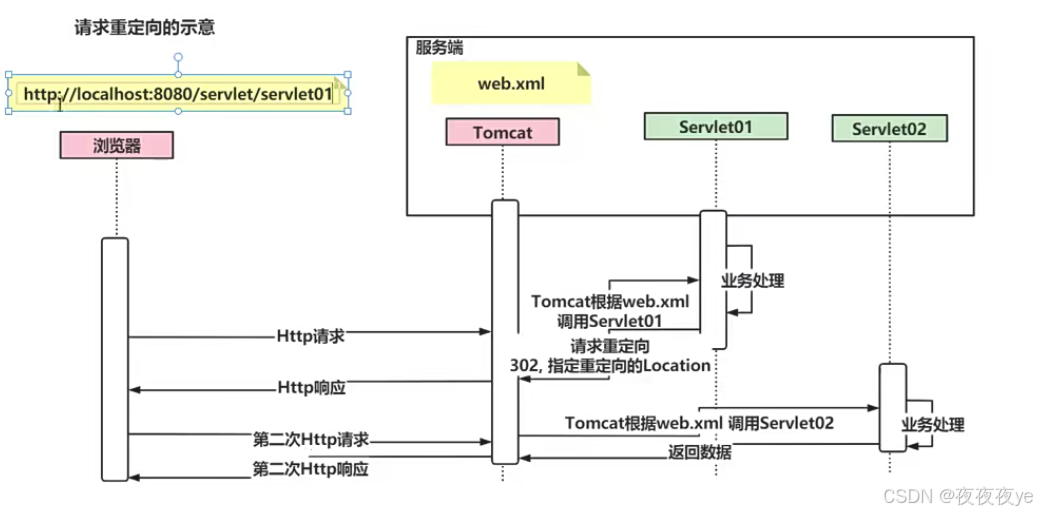 请求重定向的示意
http://localhost:8080/servlet/servlet01
服务端
web.xml
浏览器
Tomcat
Servlet01
Servlet02
业务处理
Tomcat根据web.xml
调用Servlet01
Http请求
请求重定向
302, 指定重定向的Location
Http响应
Tomcat根据web.xml 调用Servlet02
业务处理
第二次Http请求
返回数据
第二次Http响应
CSDN @夜夜夜ye